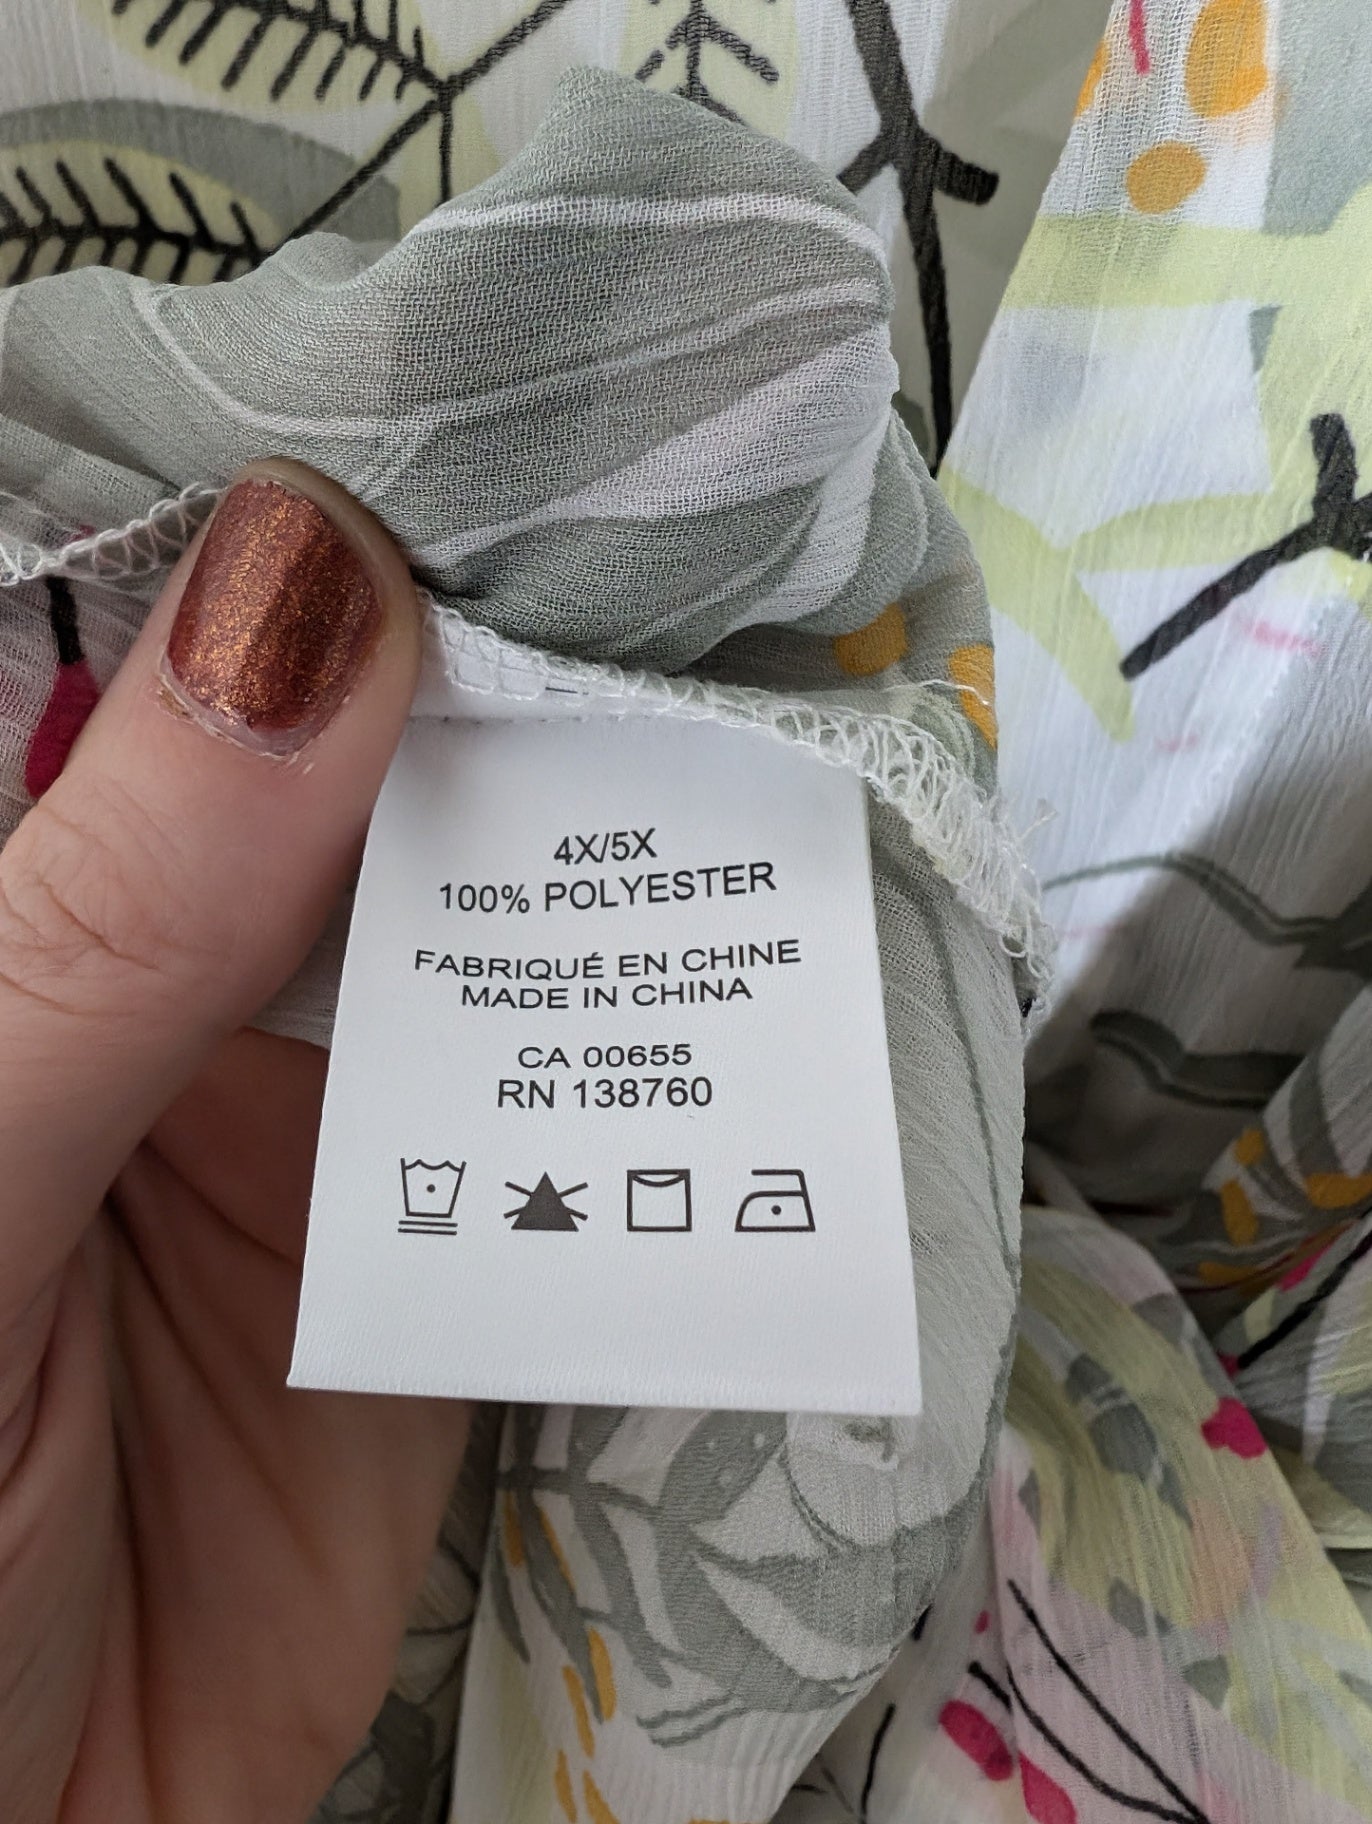 4X/5X
100% POLYESTER
FABRIQUÉ EN CHINE
MADE IN CHINA
CA 00655
RN 138760